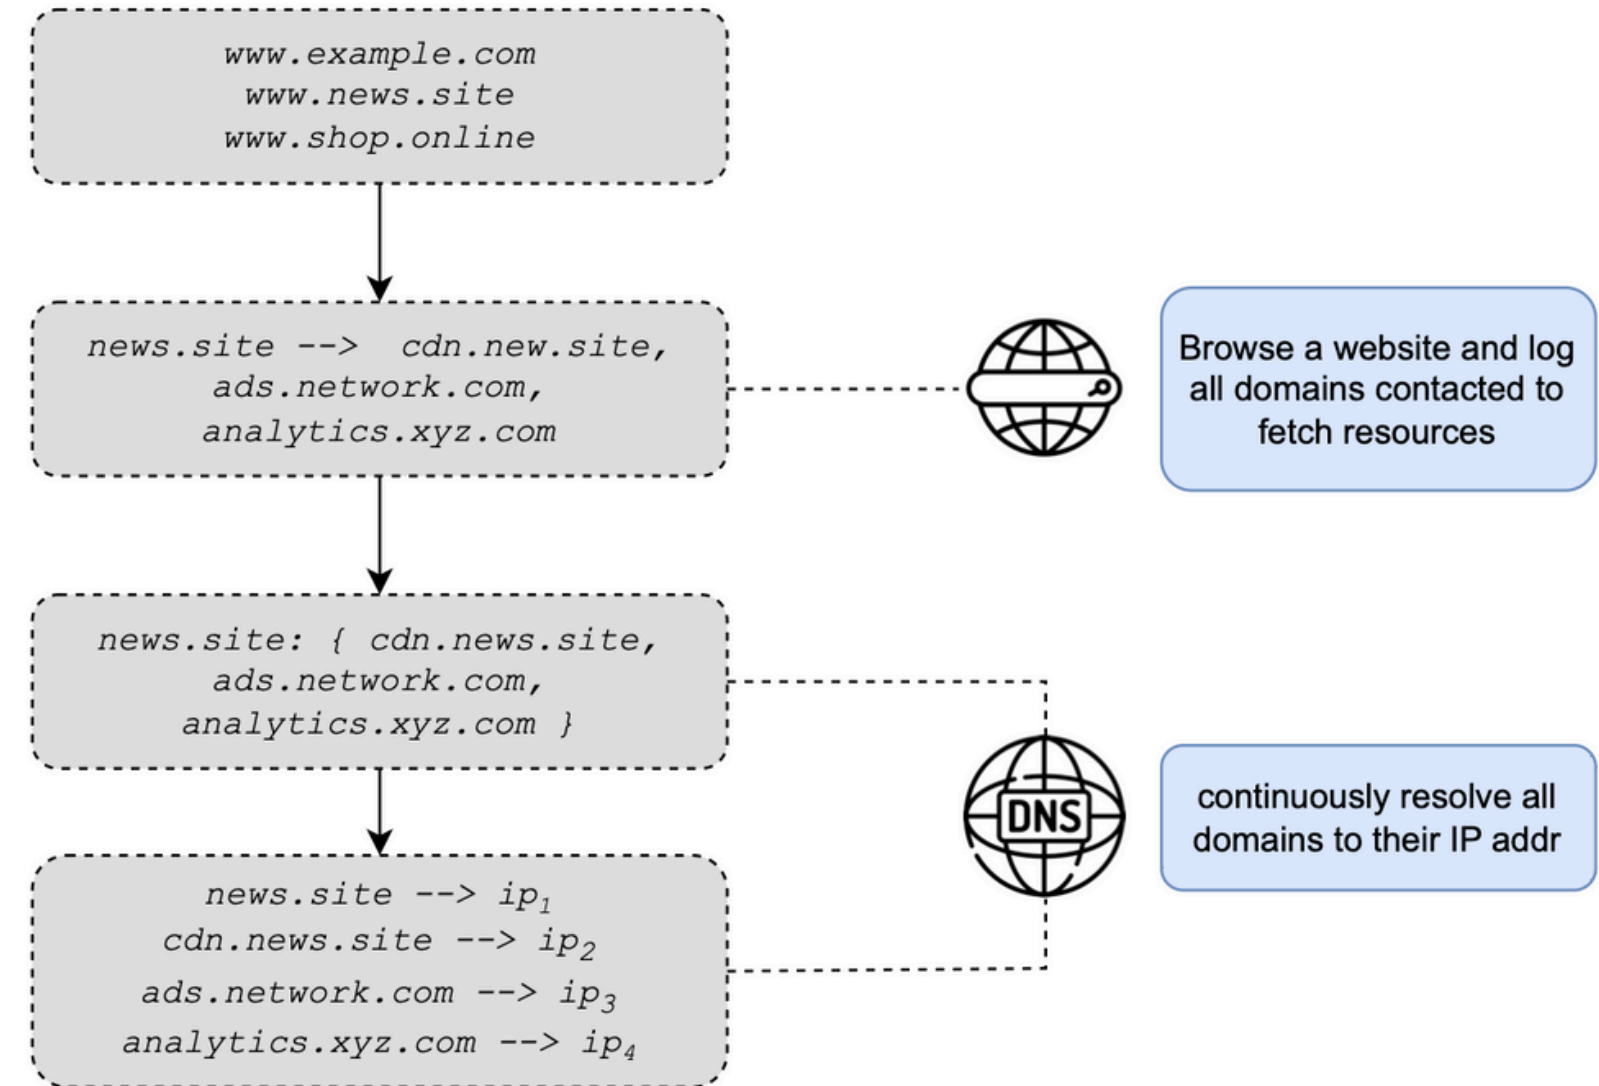 www.example.com
www.news.site
www.shop.online
news.site --> cdn.new.site,
ads.network.com,
analytics.xyz.com
Browse a website and log
all domains contacted to
fetch resources
news.site: { cdn.news.site,
ads.network.com,
analytics.xyz.com }
DNS
continuously resolve all
domains to their IP addr
news.site --> ip₁
cdn.news.site --> ip₂
ads.network.com --> ip₃
analytics.xyz.com --> ip₄